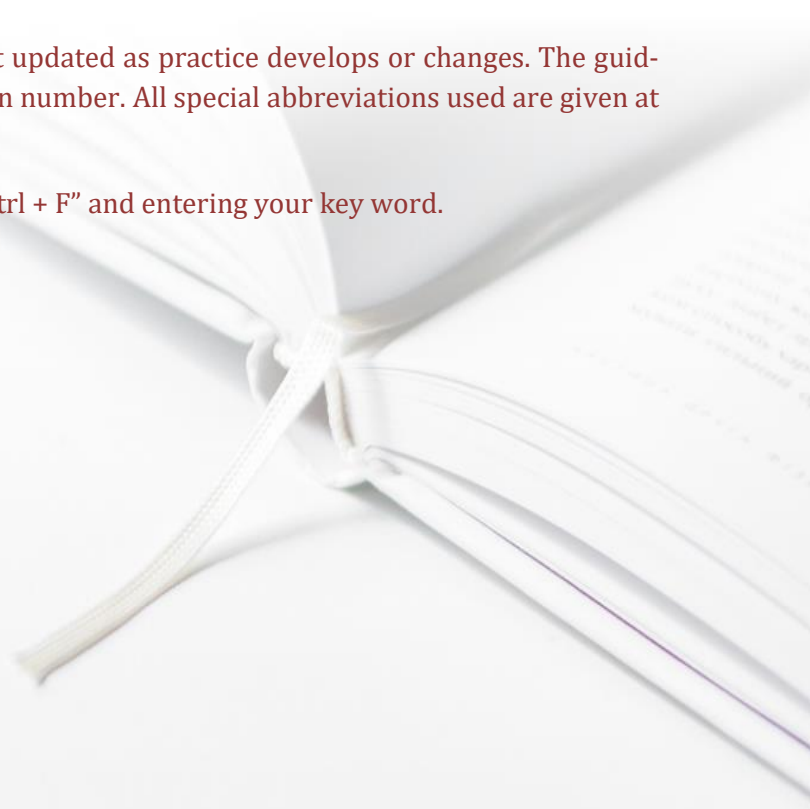 updated as practice develops or changes. The guid-
number. All special abbreviations used are given at
+ F” and entering your key word.